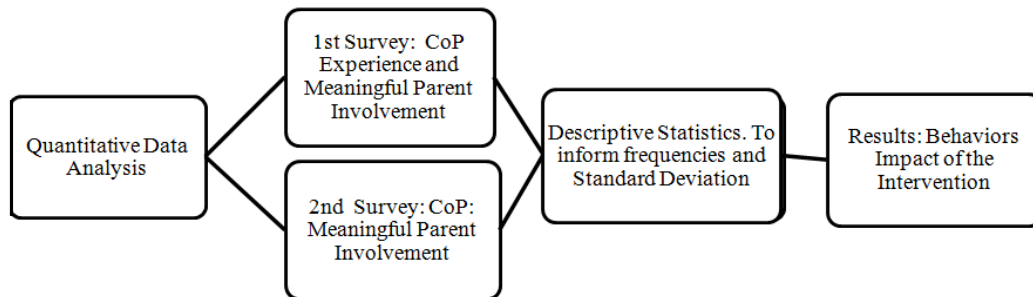 Quantitative Data
Analysis
1st Survey: CoP
Experience and
Meaningful Parent
Involvement
2nd Survey: CoP:
Meaningful Parent
Involvement
Descriptive Statistics. To
inform frequencies and
Standard Deviation
Results: Behaviors
Impact of the
Intervention